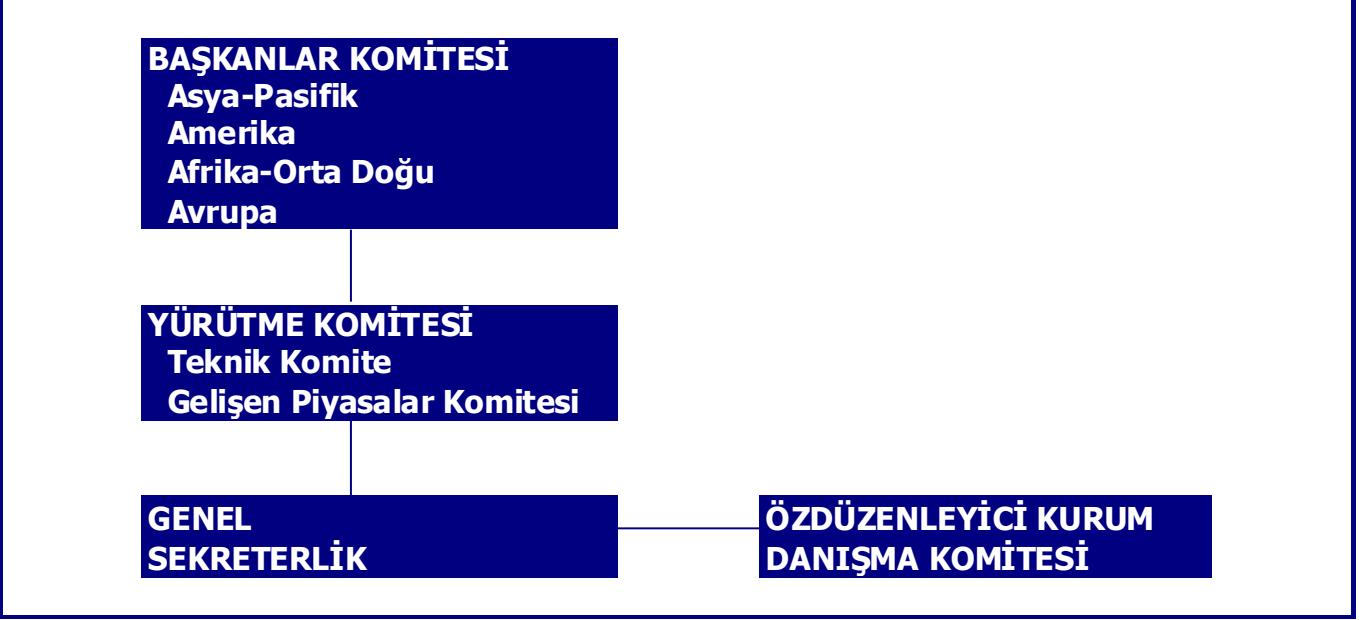 BAŞKANLAR KOMİTESİ
Asya-Pasifik
Amerika
Afrika-Orta Doğu
Avrupa
YÜRÜTME KOMİTESİ
Teknik Komite
Gelişen Piyasalar Komitesi
GENEL
SEKRETERLİK
ÖZDÜZENLEYİCİ KURUM
DANIŞMA KOMİTESİ